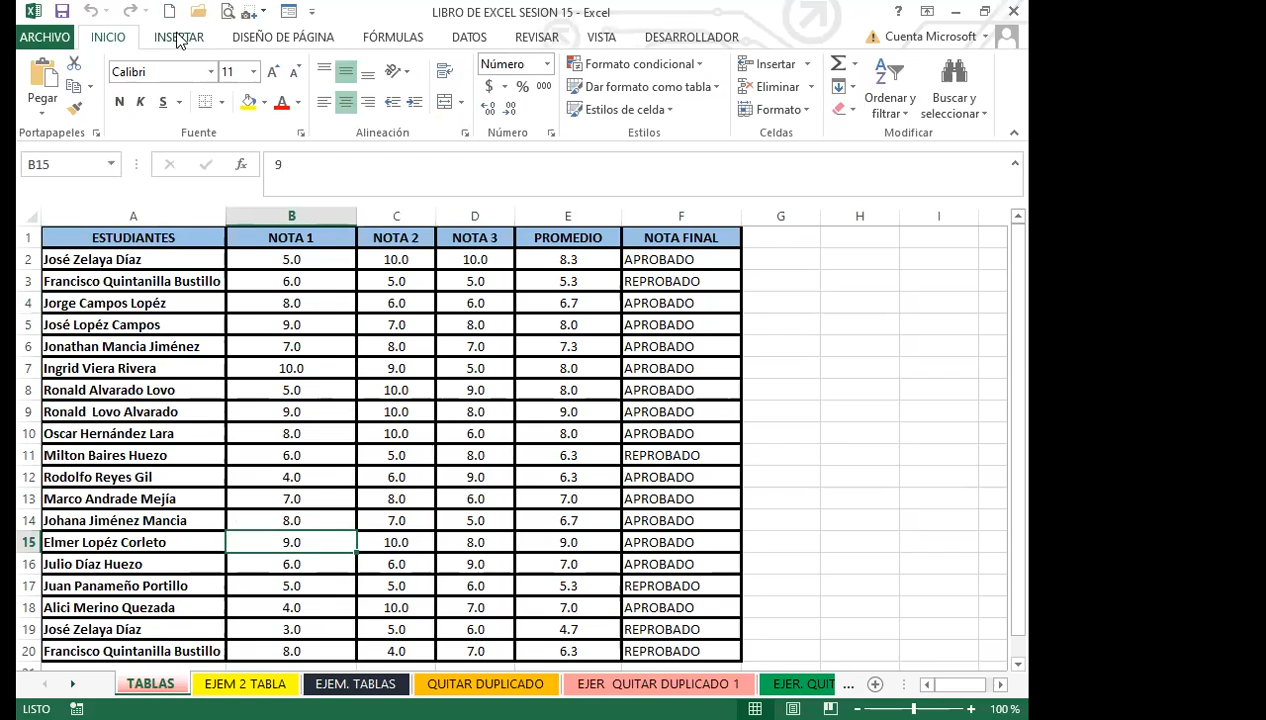 LIBRO DE EXCEL SESION 15 - Excel
?
ARCHIVO INICIO INSERTAR DISEÑO DE PÁGINA FÓRMULAS DATOS REVISAR VISTA DESARROLLADOR Cuenta Microsoft
Pegar
Calibri 11
N K S A
Número
$ % 000
Formato condicional
Dar formato como tabla
Estilos de celda
Insertar
Eliminar
Formato
Ordenar y filtrar
Buscar y seleccionar
Portapapeles Fuente Alineación Número Estilos Celdas Modificar
B15 fx 9
A B C D E F G H I
1 ESTUDIANTES NOTA 1 NOTA 2 NOTA 3 PROMEDIO NOTA FINAL
2 José Zelaya Díaz 5.0 10.0 10.0 8.3 APROBADO
3 Francisco Quintanilla Bustillo 6.0 5.0 5.0 5.3 REPROBADO
4 Jorge Campos Lopéz 8.0 6.0 6.0 6.7 APROBADO
5 José Lopéz Campos 9.0 7.0 8.0 8.0 APROBADO
6 Jonathan Mancia Jiménez 7.0 8.0 7.0 7.3 APROBADO
7 Ingrid Viera Rivera 10.0 9.0 5.0 8.0 APROBADO
8 Ronald Alvarado Lovo 5.0 10.0 9.0 8.0 APROBADO
9 Ronald  Lovo Alvarado 9.0 10.0 8.0 9.0 APROBADO
10 Oscar Hernández Lara 8.0 10.0 6.0 8.0 APROBADO
11 Milton Baires Huezo 6.0 5.0 8.0 6.3 REPROBADO
12 Rodolfo Reyes Gil 4.0 6.0 9.0 6.3 APROBADO
13 Marco Andrade Mejía 7.0 8.0 6.0 7.0 APROBADO
14 Johana Jiménez Mancia 8.0 7.0 5.0 6.7 APROBADO
15 Elmer Lopéz Corleto 9.0 10.0 8.0 9.0 APROBADO
16 Julio Díaz Huezo 6.0 6.0 9.0 7.0 APROBADO
17 Juan Panameño Portillo 5.0 5.0 6.0 5.3 REPROBADO
18 Alici Merino Quezada 4.0 10.0 7.0 7.0 APROBADO
19 José Zelaya Díaz 3.0 5.0 6.0 4.7 REPROBADO
20 Francisco Quintanilla Bustillo 8.0 4.0 7.0 6.3 REPROBADO
TABLAS EJEM 2 TABLA EJEM. TABLAS QUITAR DUPLICADO EJER QUITAR DUPLICADO 1 EJER. QUIT ...
LISTO 100 %